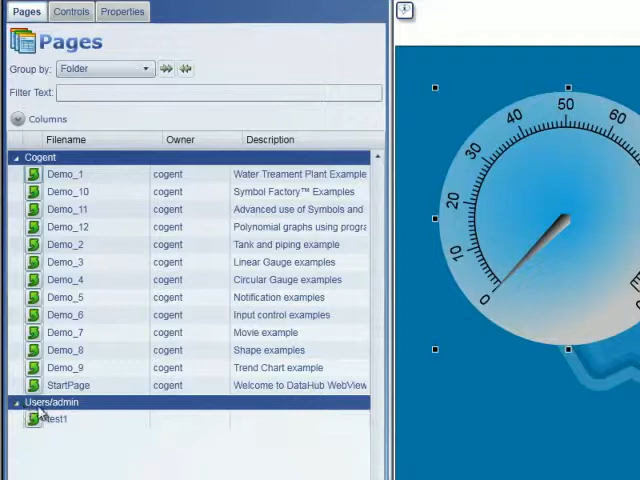 Pages Controls Properties
Pages
Group by: Folder
Filter Text:
Columns
Filename Owner Description
Cogent
Demo_1 cogent Water Treament Plant Example
Demo_10 cogent Symbol Factory™ Examples
Demo_11 cogent Advanced use of Symbols and
Demo_12 cogent Polynomial graphs using progra
Demo_2 cogent Tank and piping example
Demo_3 cogent Linear Gauge examples
Demo_4 cogent Circular Gauge examples
Demo_5 cogent Notification examples
Demo_6 cogent Input control examples
Demo_7 cogent Movie example
Demo_8 cogent Shape examples
Demo_9 cogent Trend Chart example
StartPage cogent Welcome to DataHub WebView
Users/admin
test1
0 10 20 30 40 50 60